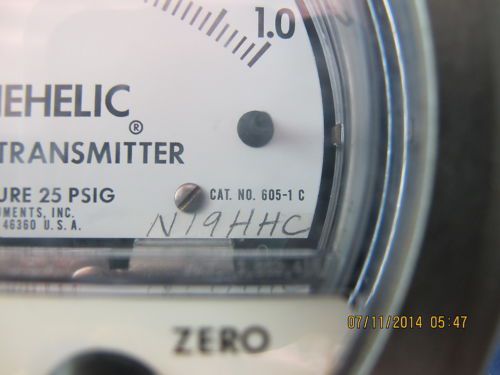 1.0
EHELIC®
TRANSMITTER
URE 25 PSIG
CAT. NO. 605-1 C
UMENTS, INC.
46360 U.S.A.
N19HHC
ZERO
07/11/2014 05:47